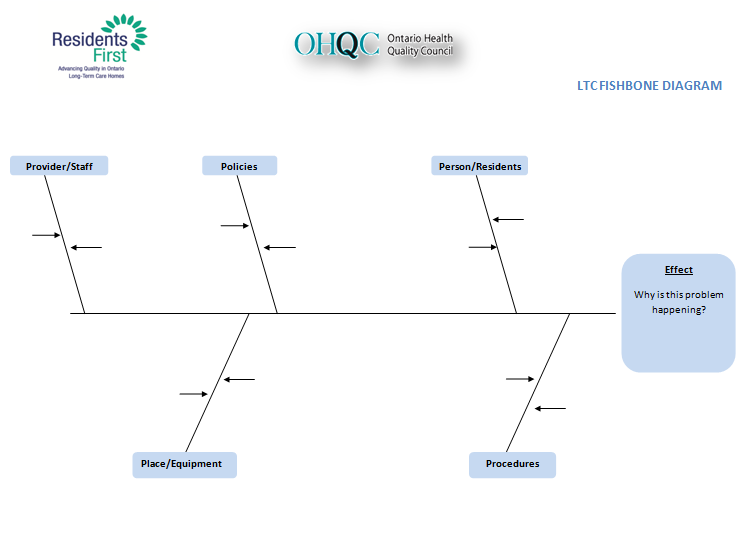 Residents
First
Advancing Quality in Ontario
Long-Term Care Homes
OHQC
Ontario Health
Quality Council
LTC FISHBONE DIAGRAM
Provider/Staff
Policies
Person/Residents
Effect
Why is this problem
happening?
Place/Equipment
Procedures